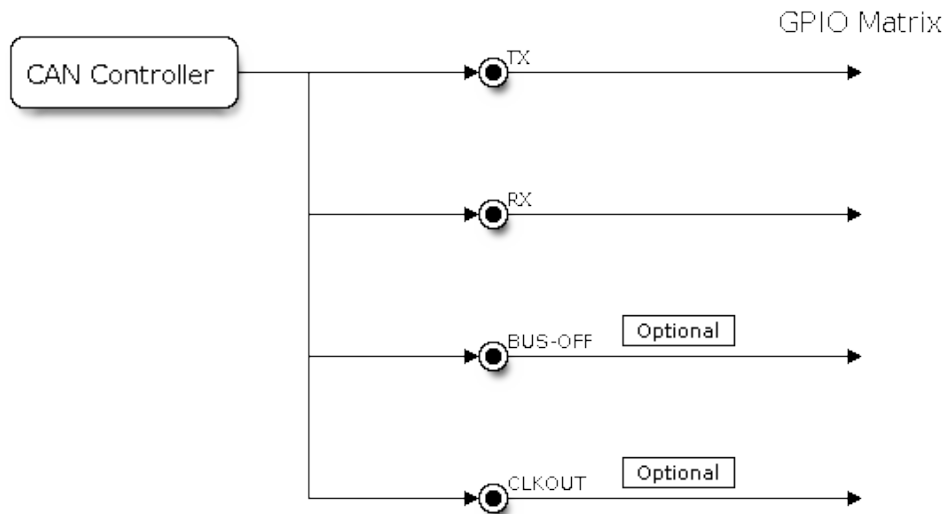 GPIO Matrix
CAN Controller
TX
RX
BUS-OFF
Optional
CLKOUT
Optional